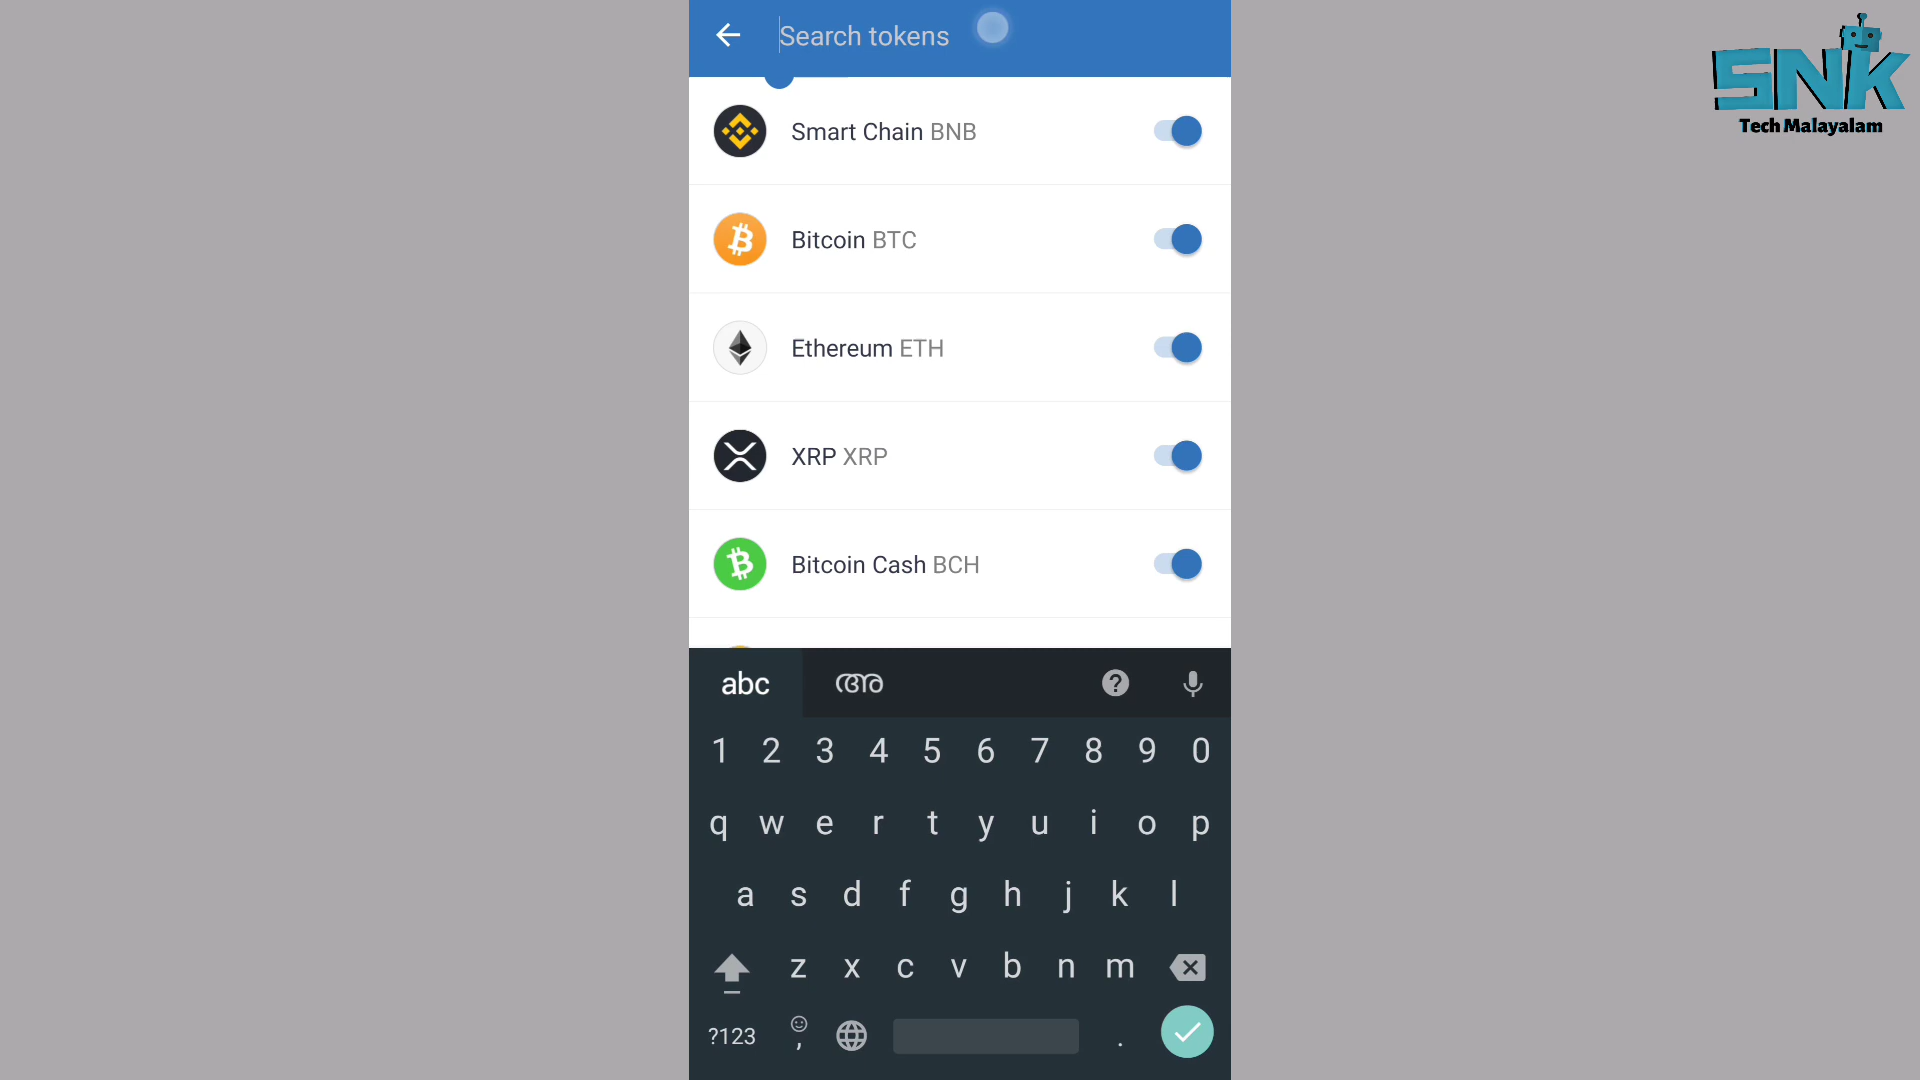 Search tokens
SNK
Tech Malayalam
Smart Chain BNB
Bitcoin BTC
Ethereum ETH
XRP XRP
Bitcoin Cash BCH
abc അ
1 2 3 4 5 6 7 8 9 0
q w e r t y u i o p
a s d f g h j k l
z x c v b n m
?123 , .